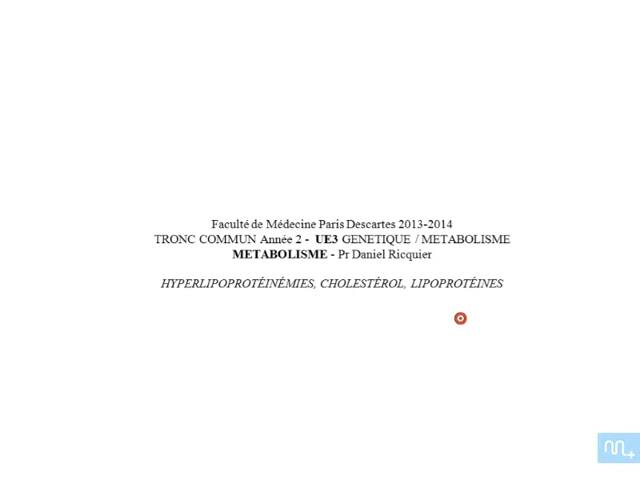 Faculté de Médecine Paris Descartes 2013-2014
TRONC COMMUN Année 2 - UE3 GENETIQUE / METABOLISME
METABOLISME - Pr Daniel Ricquier
HYPERLIPOPROTÉINÉMIES, CHOLESTÉROL, LIPOPROTÉINES